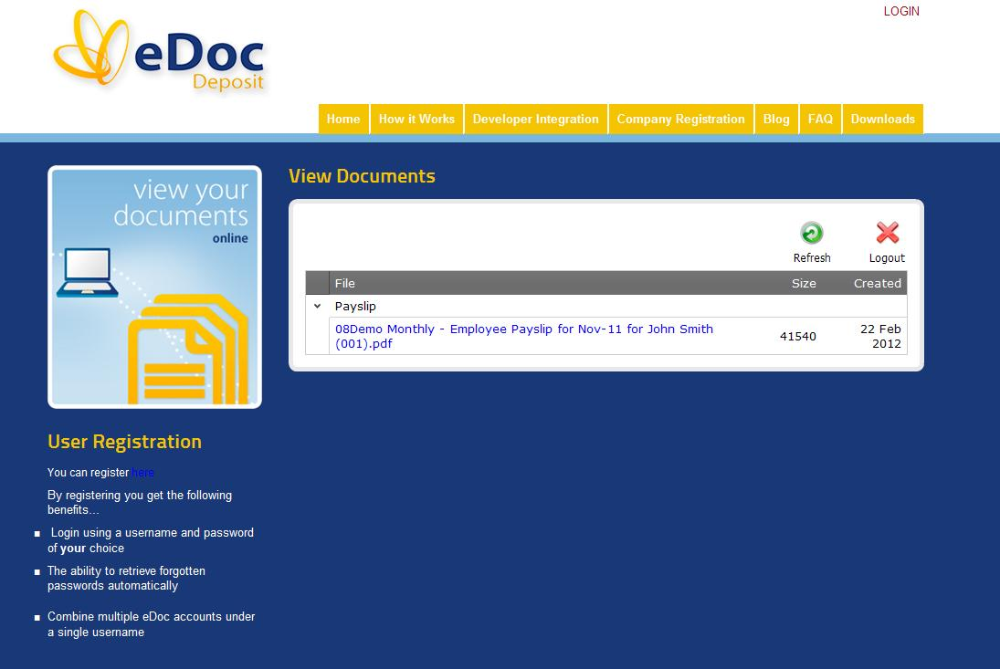 LOGIN
eDoc
Deposit
Home How it Works Developer Integration Company Registration Blog FAQ Downloads
view your
documents
online
View Documents
Refresh Logout
File Size Created
Payslip
08Demo Monthly - Employee Payslip for Nov-11 for John Smith
(001).pdf
41540
22 Feb
2012
User Registration
You can register here
By registering you get the following
benefits...
Login using a username and password
of your choice
The ability to retrieve forgotten
passwords automatically
Combine multiple eDoc accounts under
a single username